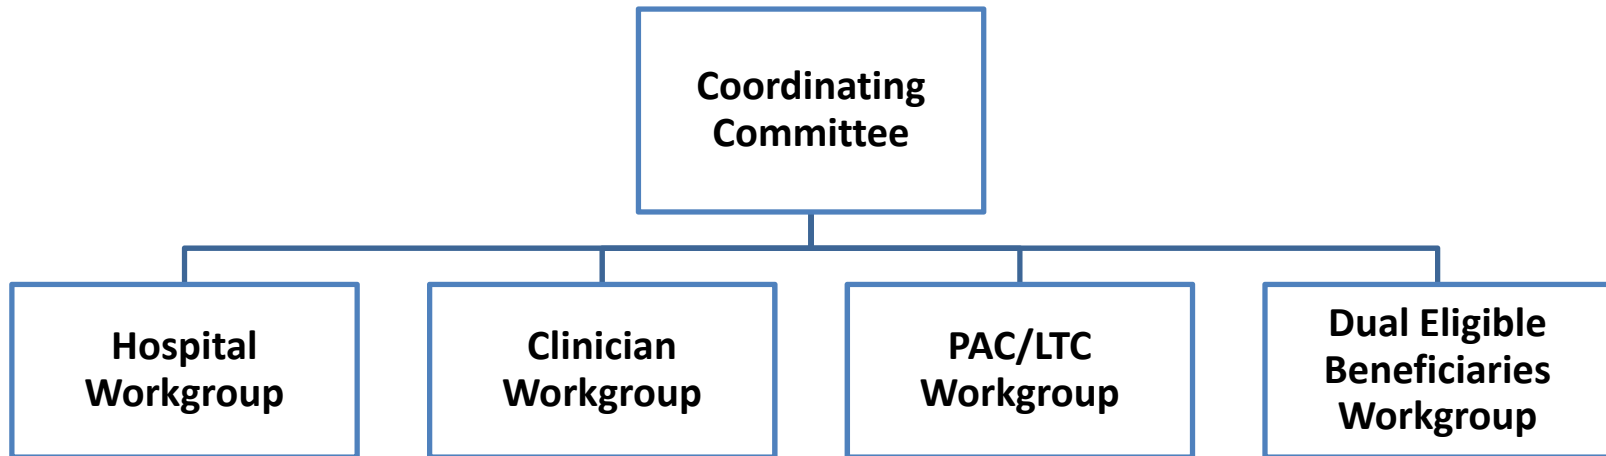 Coordinating
Committee
Hospital
Workgroup
Clinician
Workgroup
PAC/LTC
Workgroup
Dual Eligible
Beneficiaries
Workgroup